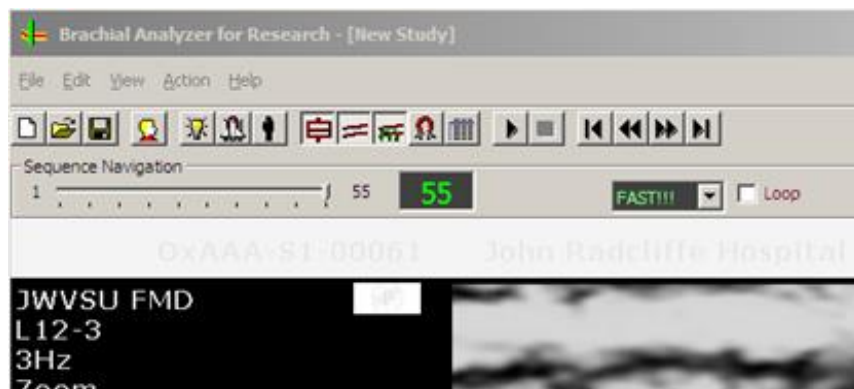 Brachial Analyzer for Research - [New Study]
File Edit View Action Help
Sequence Navigation
1 55 55 FAST!!! Loop
OxAAA-S1-00061 John Radcliffe Hospital
JWVSU FMD
L12-3
3Hz
Zoom